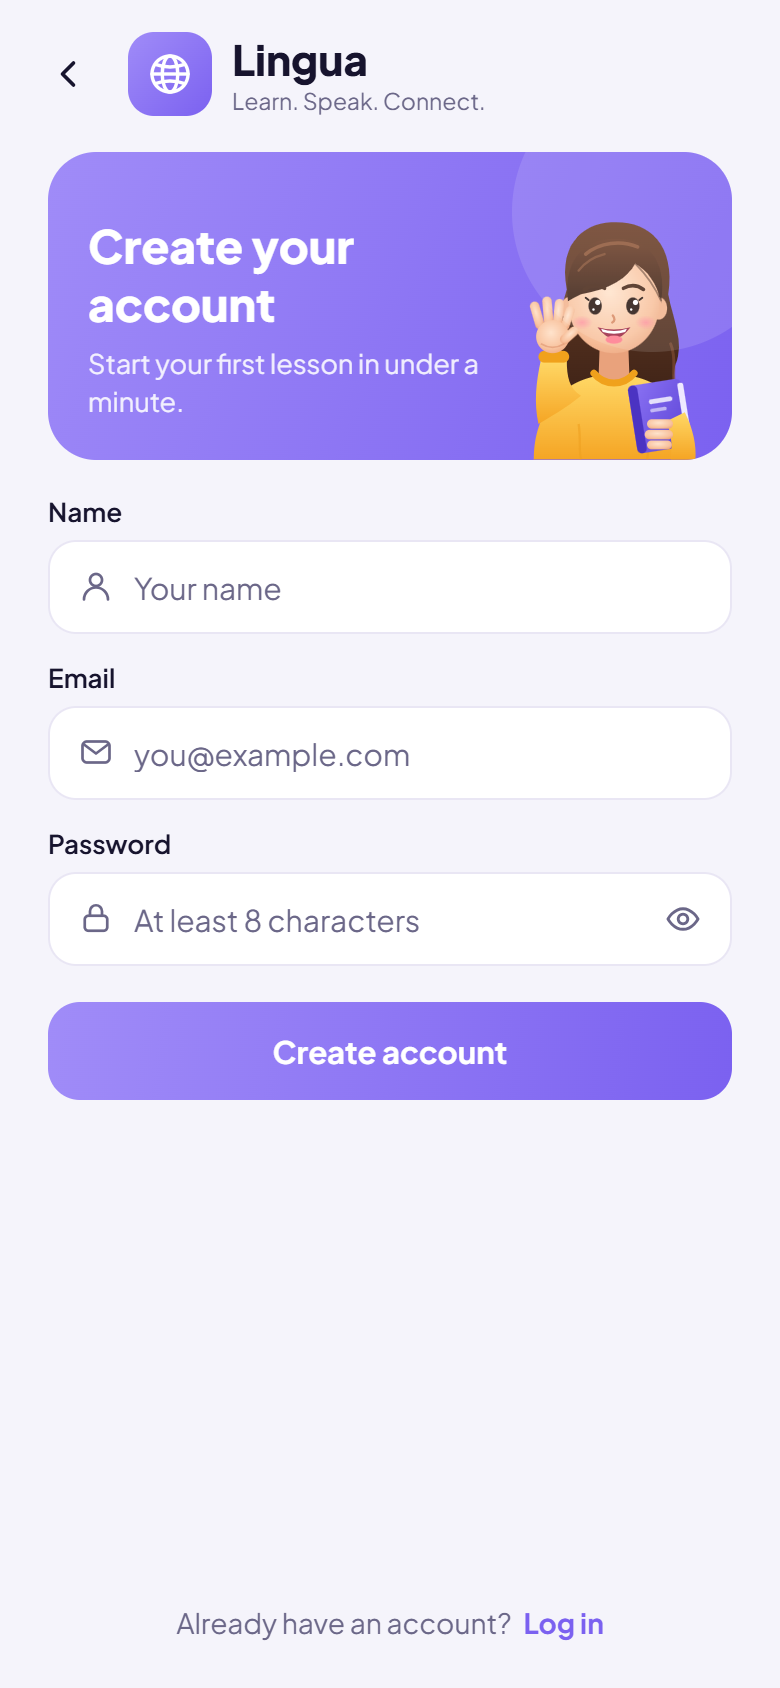 Lingua
Learn. Speak. Connect.
Create your
account
Start your first lesson in under a
minute.
Name
Your name
Email
you@example.com
Password
At least 8 characters
Create account
Already have an account? Log in